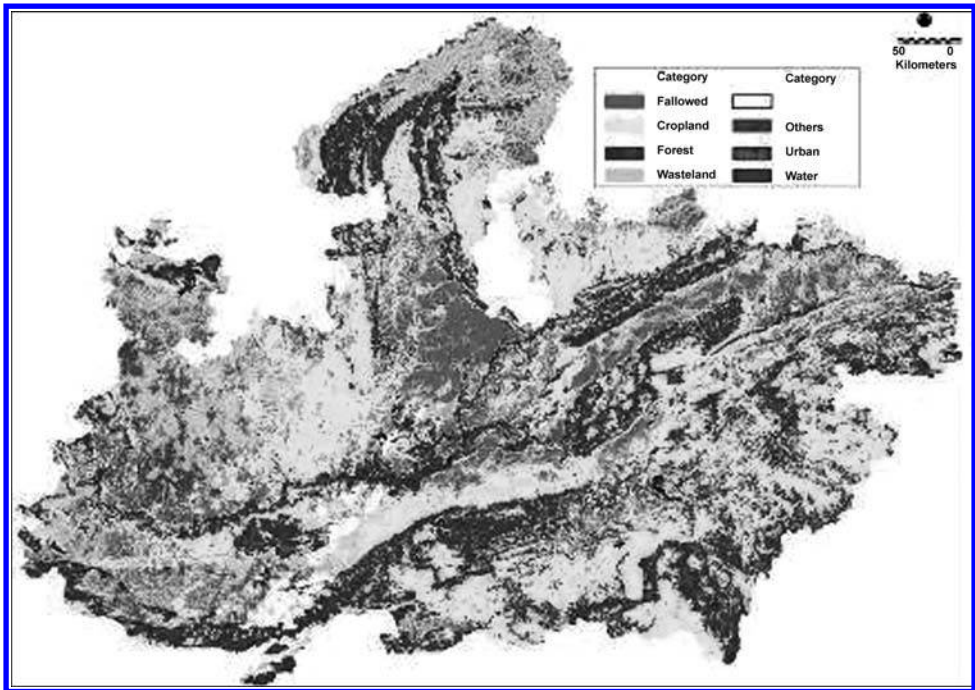 50 0
Kilometers
Category Category
Fallowed
Cropland Others
Forest Urban
Wasteland Water